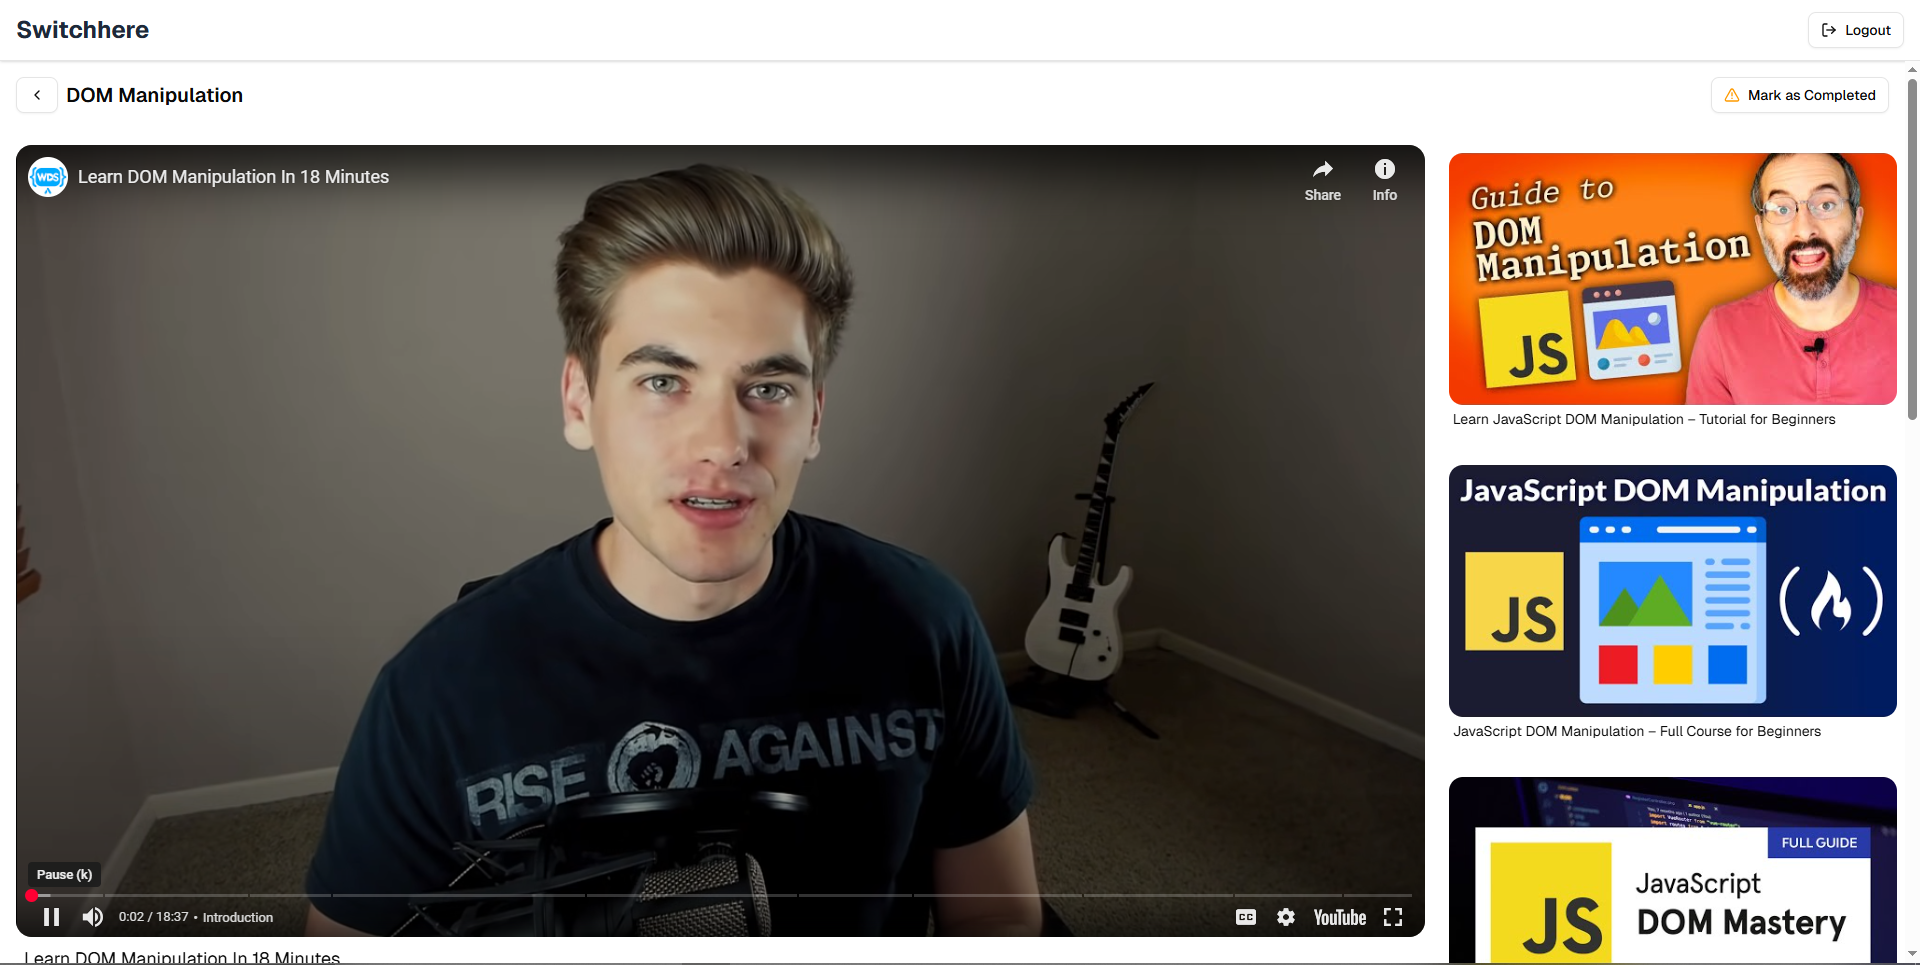 Switchhere
Logout
DOM Manipulation
Mark as Completed
WDS
Learn DOM Manipulation In 18 Minutes
Share
Info
RISE AGAINST
Pause (k)
0:02 / 18:37 • Introduction
CC
YouTube
Learn DOM Manipulation In 18 Minutes
Guide to
DOM
Manipulation
JS
Learn JavaScript DOM Manipulation – Tutorial for Beginners
JavaScript DOM Manipulation
JS
JavaScript DOM Manipulation – Full Course for Beginners
FULL GUIDE
JS
JavaScript
DOM Mastery